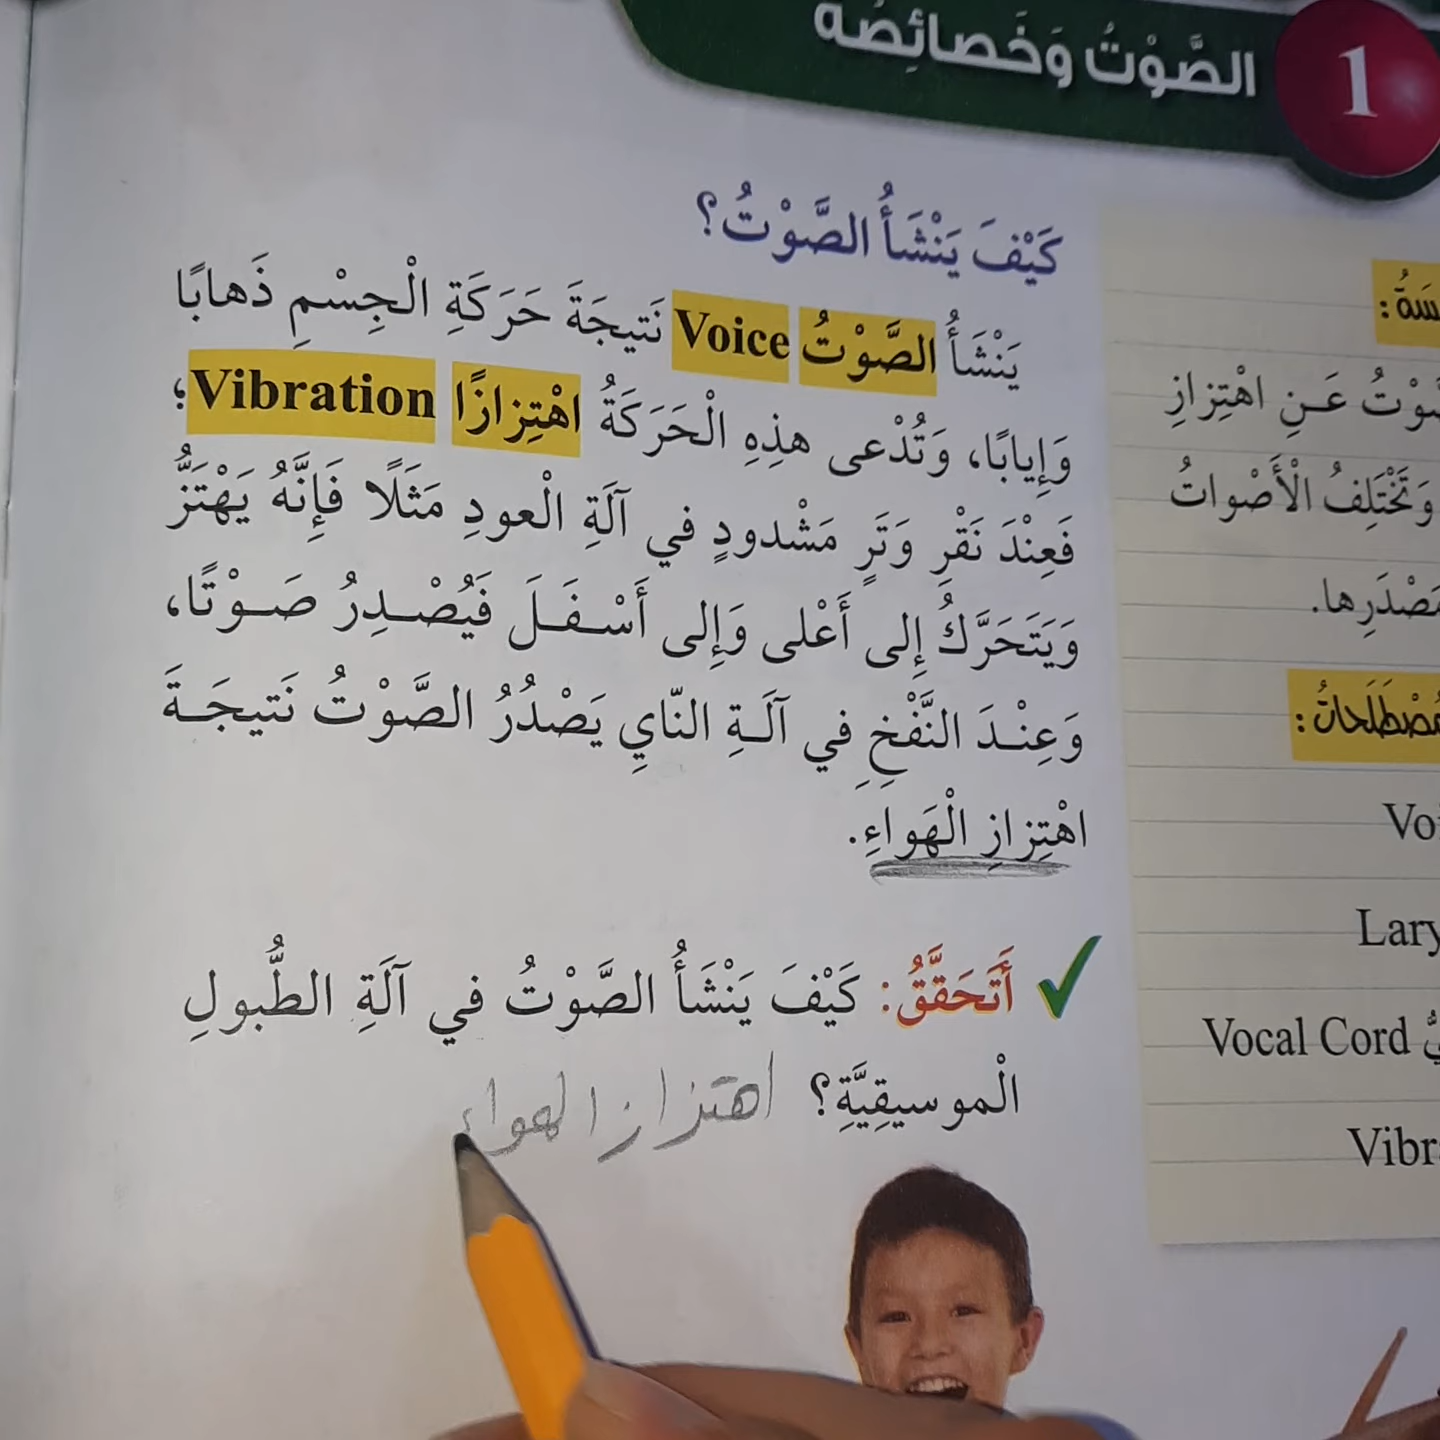 1 الصَّوْتُ وَخَصائِصُهُ
كَيْفَ يَنْشَأُ الصَّوْتُ؟
يَنْشَأُ الصَّوْتُ Voice نَتيجَةَ حَرَكَةِ الْجِسْمِ ذَهابًا
وَإِيابًا، وَتُدْعى هذِهِ الْحَرَكَةُ اهْتِزازًا Vibration؛
فَعِنْدَ نَقْرِ وَتَرٍ مَشْدودٍ في آلَةِ الْعودِ مَثَلًا فَإِنَّهُ يَهْتَزُّ
وَيَتَحَرَّكُ إِلى أَعْلى وَإِلى أَسْفَلَ فَيُصْدِرُ صَوْتًا،
وَعِنْدَ النَّفْخِ في آلَةِ النّايِ يَصْدُرُ الصَّوْتُ نَتيجَةَ
اهْتِزازِ الْهَواءِ.
أَتَحَقَّقُ: كَيْفَ يَنْشَأُ الصَّوْتُ في آلَةِ الطُّبولِ
الْموسيقِيَّةِ؟ اهتزاز الهواء
عَنِ اهْتِزازِ
وَتَخْتَلِفُ الْأَصْواتُ
Vocal Cord